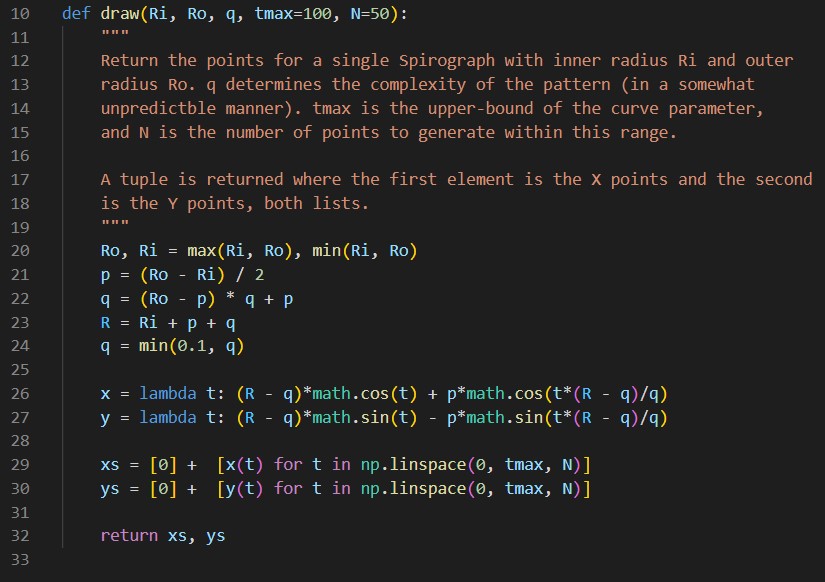 10 def draw(Ri, Ro, q, tmax=100, N=50):
11 """
12 Return the points for a single Spirograph with inner radius Ri and outer
13 radius Ro. q determines the complexity of the pattern (in a somewhat
14 unpredictble manner). tmax is the upper-bound of the curve parameter,
15 and N is the number of points to generate within this range.
16
17 A tuple is returned where the first element is the X points and the second
18 is the Y points, both lists.
19 """
20 Ro, Ri = max(Ri, Ro), min(Ri, Ro)
21 p = (Ro - Ri) / 2
22 q = (Ro - p) * q + p
23 R = Ri + p + q
24 q = min(0.1, q)
25
26 x = lambda t: (R - q)*math.cos(t) + p*math.cos(t*(R - q)/q)
27 y = lambda t: (R - q)*math.sin(t) - p*math.sin(t*(R - q)/q)
28
29 xs = [0] +  [x(t) for t in np.linspace(0, tmax, N)]
30 ys = [0] +  [y(t) for t in np.linspace(0, tmax, N)]
31
32 return xs, ys
33